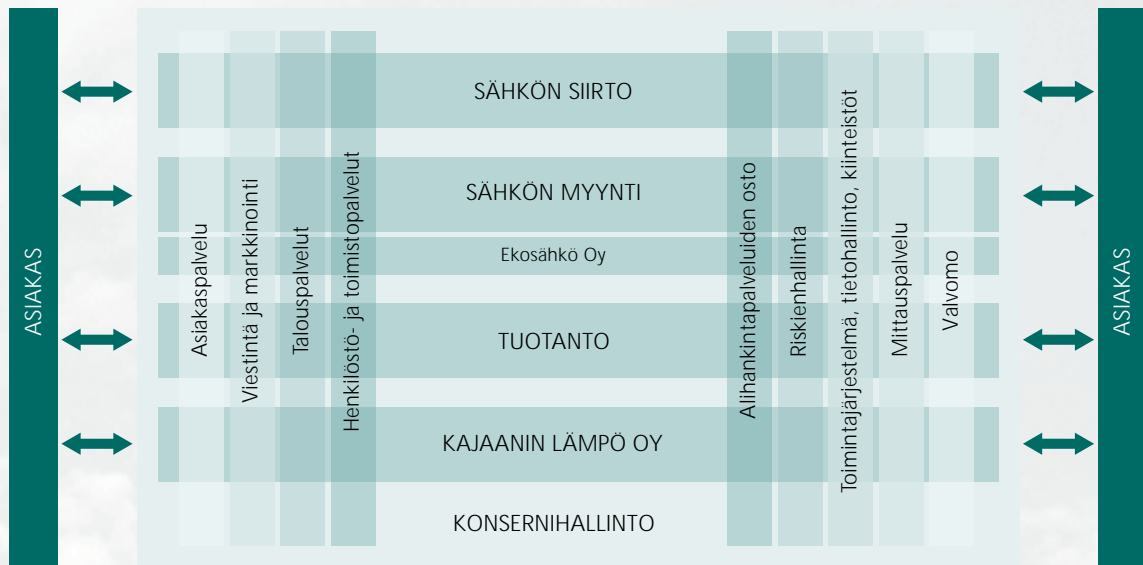 ASIAKAS
Asiakaspalvelu
Viestintä ja markkinointi
Talouspalvelut
Henkilöstö- ja toimistopalvelut
SÄHKÖN SIIRTO
SÄHKÖN MYYNTI
Ekosähkö Oy
TUOTANTO
KAJAANIN LÄMPÖ OY
KONSERNIHALLINTO
Alihankintapalveluiden osto
Riskienhallinta
Toimintajärjestelmä, tietohallinto, kiinteistöt
Mittauspalvelu
Valvomo
ASIAKAS